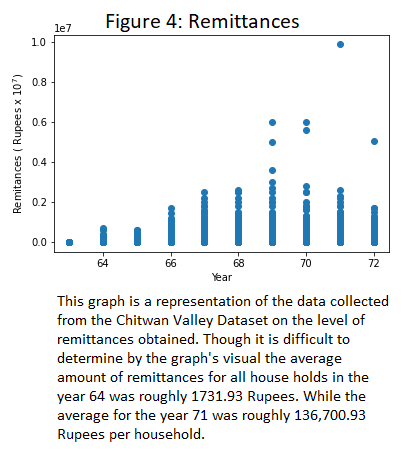 Figure 4: Remittances
1e7
1.0
0.8
0.6
0.4
0.2
0.0
Remitances ( Rupees x 10⁷)
64
66
68
70
72
Year
This graph is a representation of the data collected
from the Chitwan Valley Dataset on the level of
remittances obtained. Though it is difficult to
determine by the graph's visual the average
amount of remittances for all house holds in the
year 64 was roughly 1731.93 Rupees. While the
average for the year 71 was roughly 136,700.93
Rupees per household.